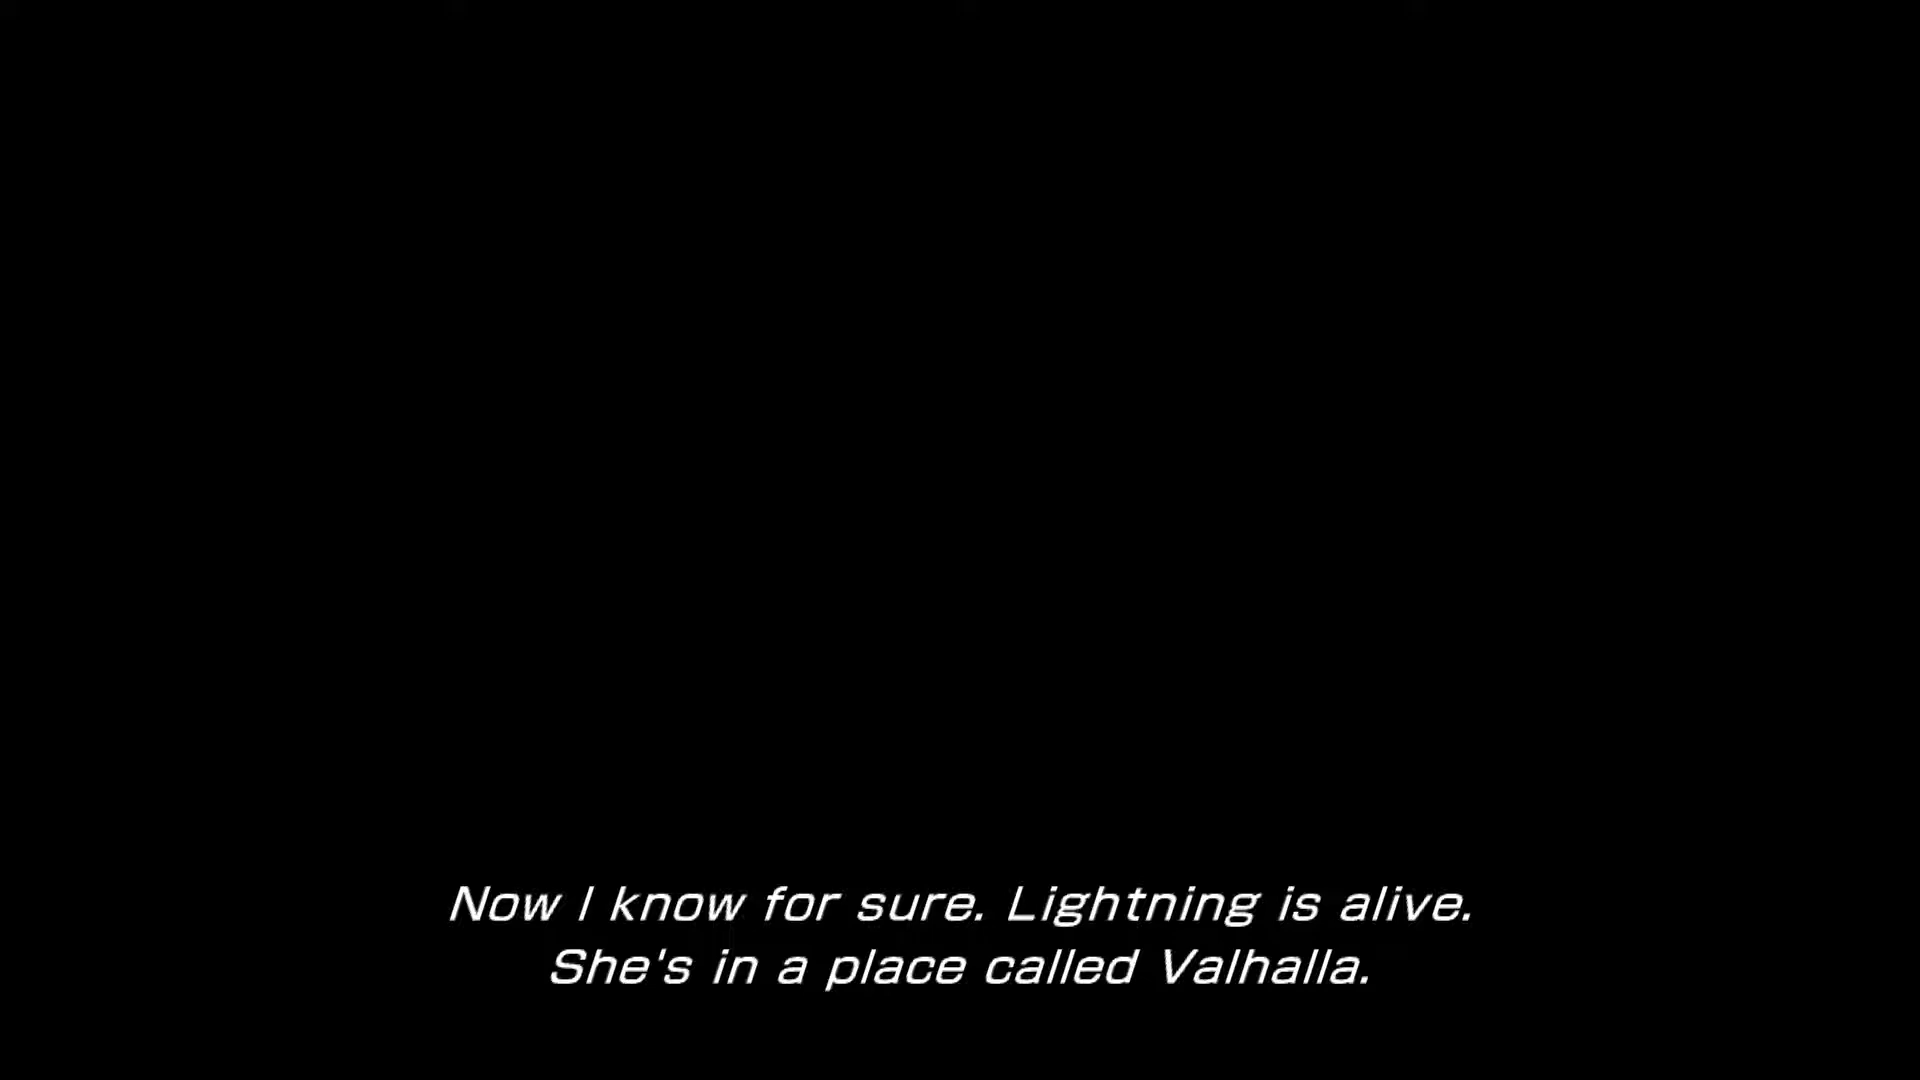 Now I know for sure. Lightning is alive.
She's in a place called Valhalla.